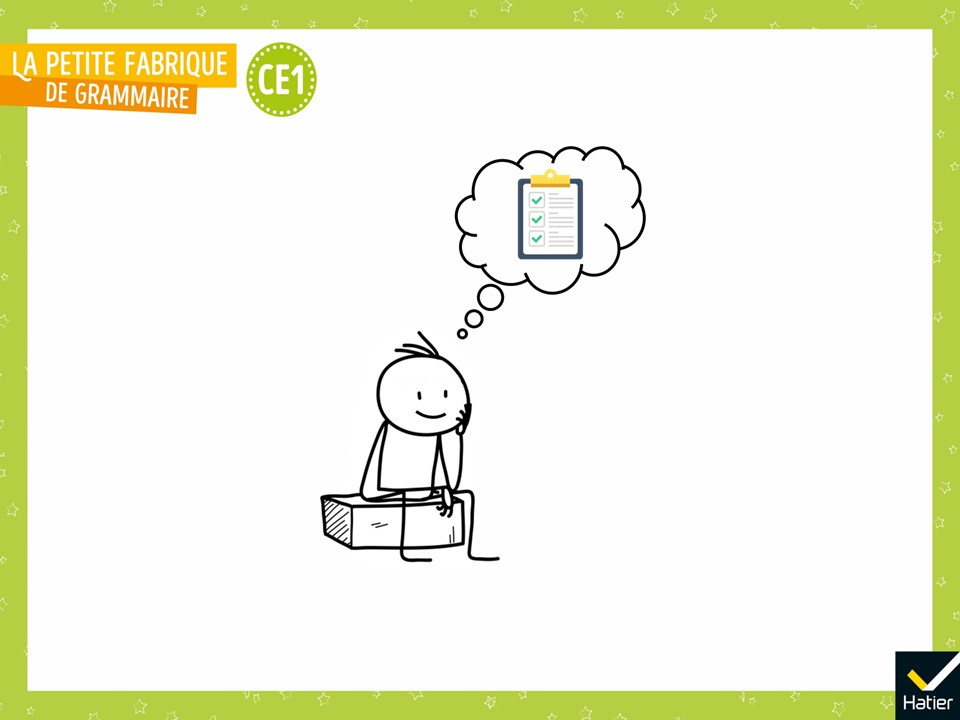 LA PETITE FABRIQUE
DE GRAMMAIRE
CE1
Hatier